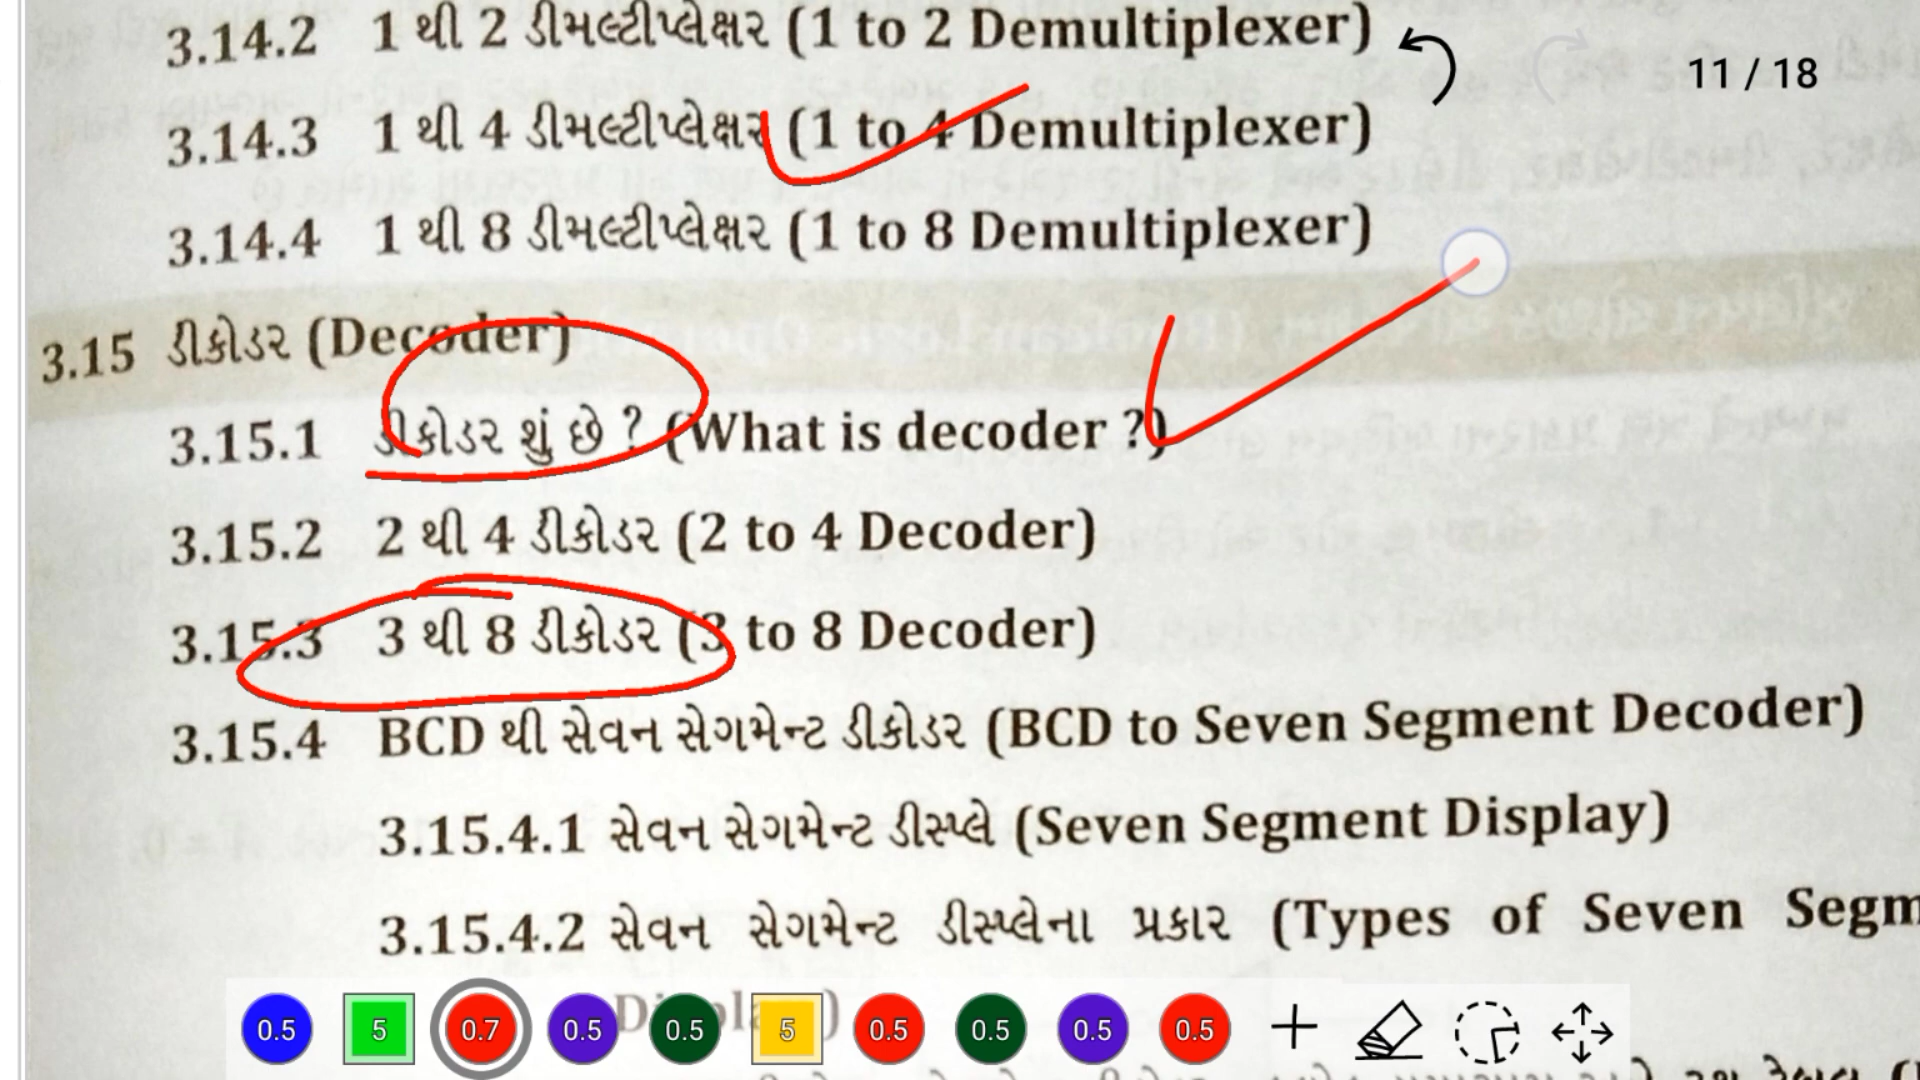 3.14.2 1 થી 2 ડીમલ્ટીપ્લેક્ષર (1 to 2 Demultiplexer)
11 / 18
3.14.3 1 થી 4 ડીમલ્ટીપ્લેક્ષર (1 to 4 Demultiplexer)
3.14.4 1 થી 8 ડીમલ્ટીપ્લેક્ષર (1 to 8 Demultiplexer)
3.15 ડીકોડર (Decoder)
3.15.1 ડીકોડર શું છે ? (What is decoder ?)
3.15.2 2 થી 4 ડીકોડર (2 to 4 Decoder)
3.15.3 3 થી 8 ડીકોડર (3 to 8 Decoder)
3.15.4 BCD થી સેવન સેગમેન્ટ ડીકોડર (BCD to Seven Segment Decoder)
3.15.4.1 સેવન સેગમેન્ટ ડીસ્પ્લે (Seven Segment Display)
3.15.4.2 સેવન સેગમેન્ટ ડીસ્પ્લેના પ્રકાર (Types of Seven Segm
0.5 5 0.7 0.5 0.5 5 0.5 0.5 0.5 0.5